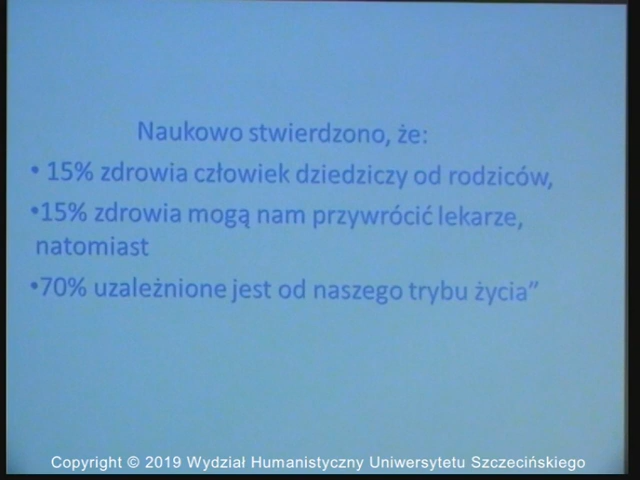 Naukowo stwierdzono, że:
• 15% zdrowia człowiek dziedziczy od rodziców,
•15% zdrowia mogą nam przywrócić lekarze,
natomiast
•70% uzależnione jest od naszego trybu życia”
Copyright © 2019 Wydział Humanistyczny Uniwersytetu Szczecińskiego